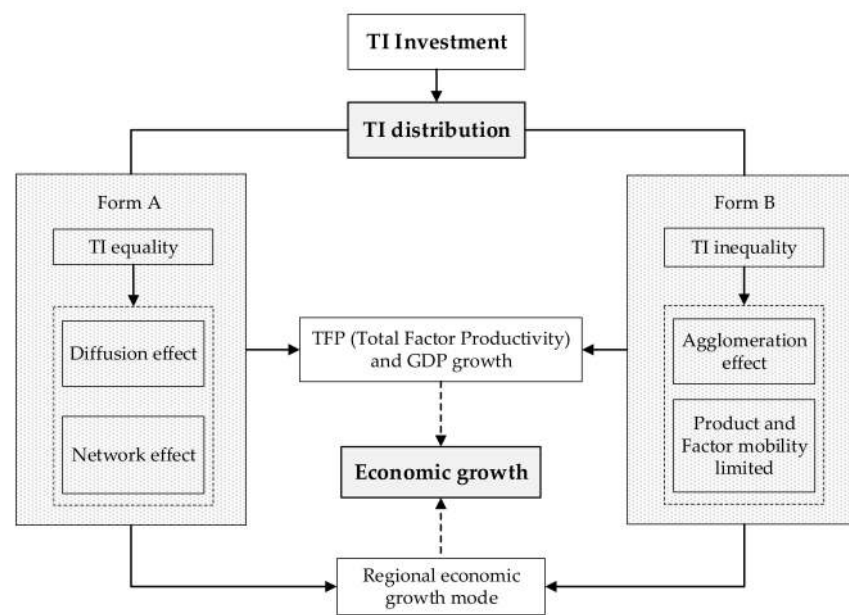 TI Investment
TI distribution
Form A
TI equality
Diffusion effect
Network effect
TFP (Total Factor Productivity)
and GDP growth
Economic growth
Regional economic
growth mode
Form B
TI inequality
Agglomeration
effect
Product and
Factor mobility
limited